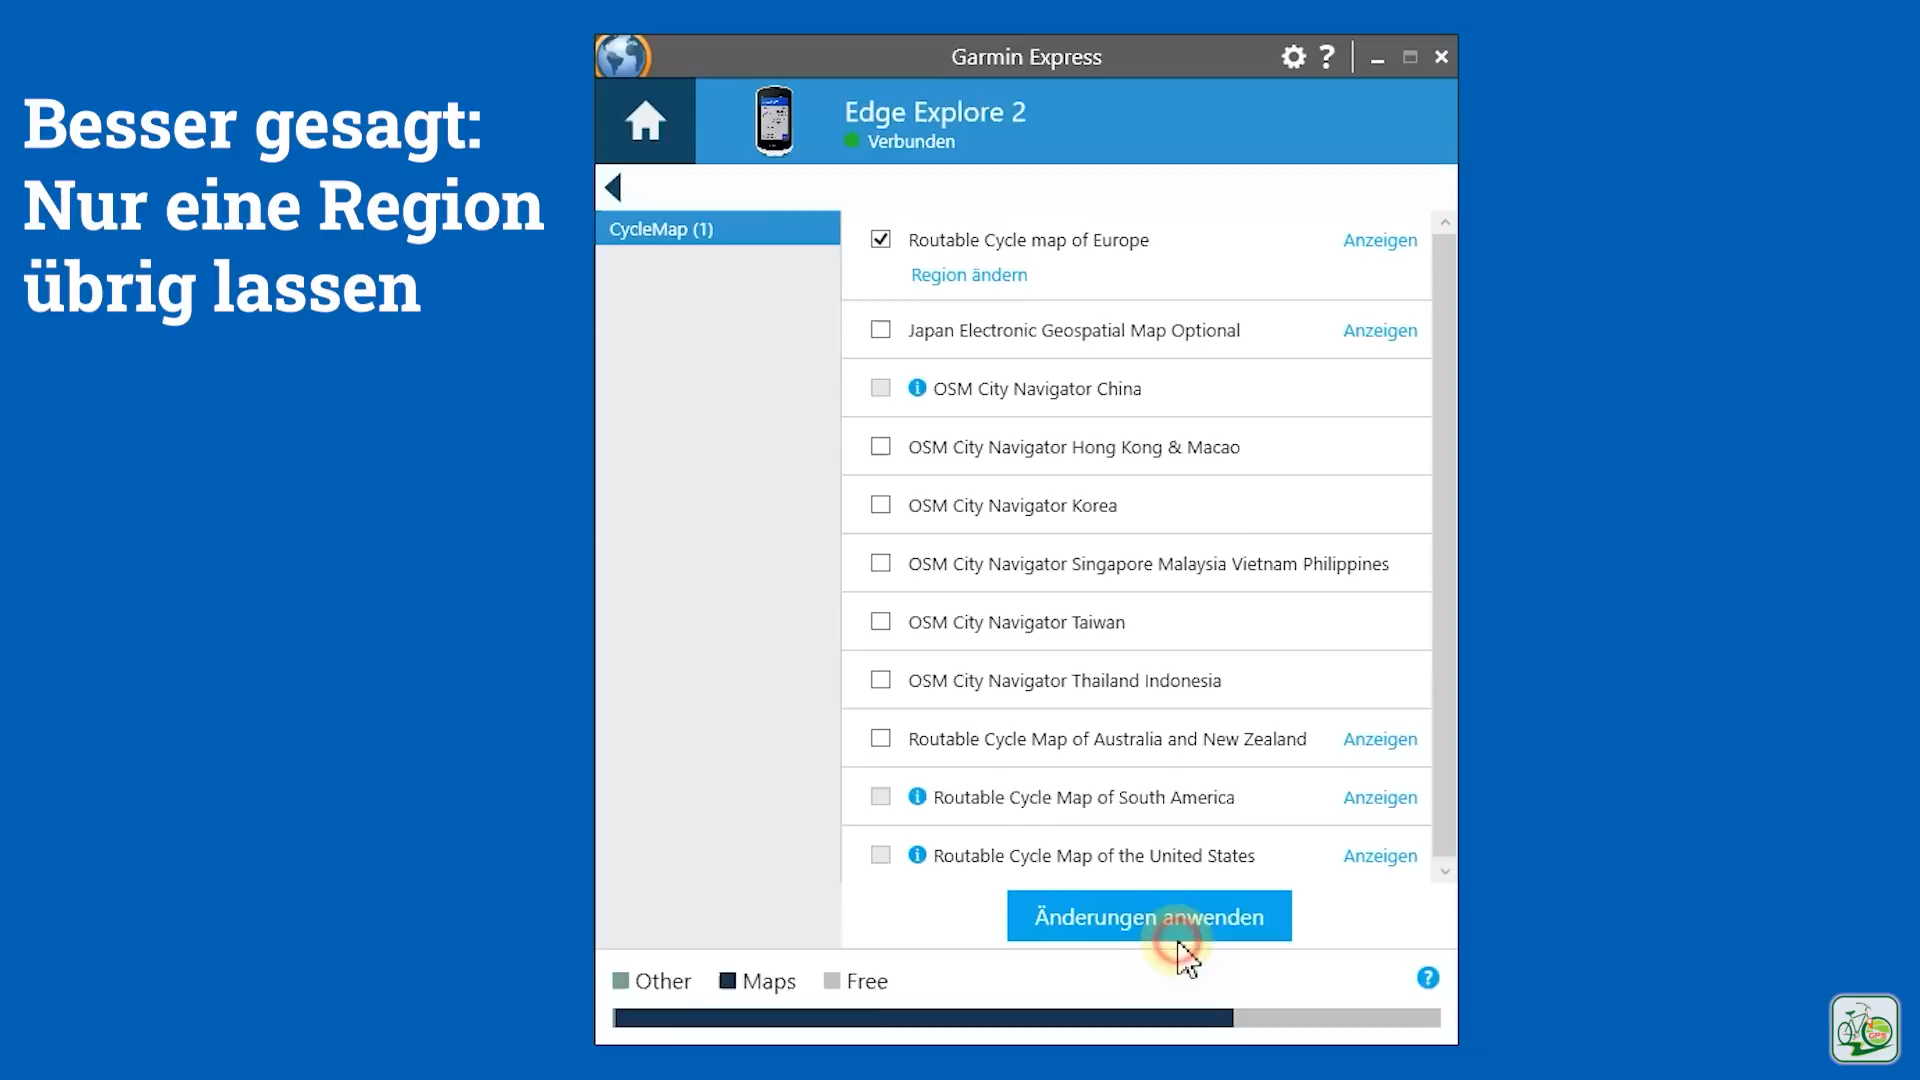 Besser gesagt:
Nur eine Region
übrig lassen
Garmin Express
?
Edge Explore 2
Verbunden
CycleMap (1)
Routable Cycle map of Europe Anzeigen
Region ändern
Japan Electronic Geospatial Map Optional Anzeigen
OSM City Navigator China
OSM City Navigator Hong Kong & Macao
OSM City Navigator Korea
OSM City Navigator Singapore Malaysia Vietnam Philippines
OSM City Navigator Taiwan
OSM City Navigator Thailand Indonesia
Routable Cycle Map of Australia and New Zealand Anzeigen
Routable Cycle Map of South America Anzeigen
Routable Cycle Map of the United States Anzeigen
Änderungen anwenden
Other Maps Free ?
GPS